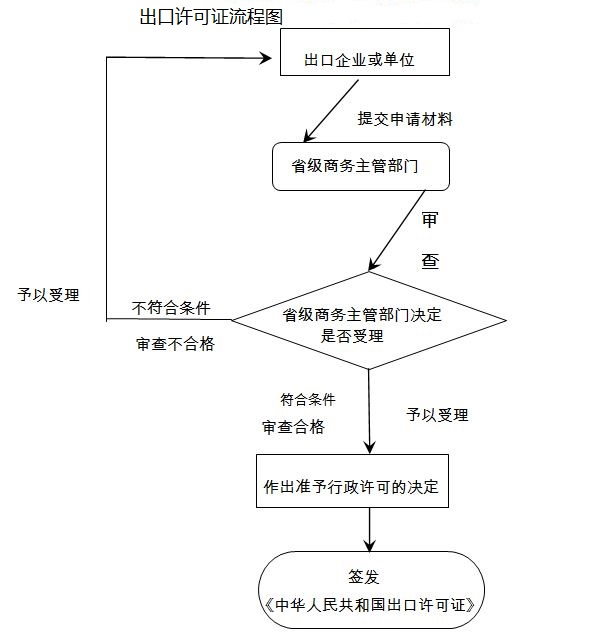 出口许可证流程图
出口企业或单位
提交申请材料
省级商务主管部门
审
查
予以受理
不符合条件
审查不合格
省级商务主管部门决定
是否受理
符合条件
审查合格
予以受理
作出准予行政许可的决定
签发
《中华人民共和国出口许可证》